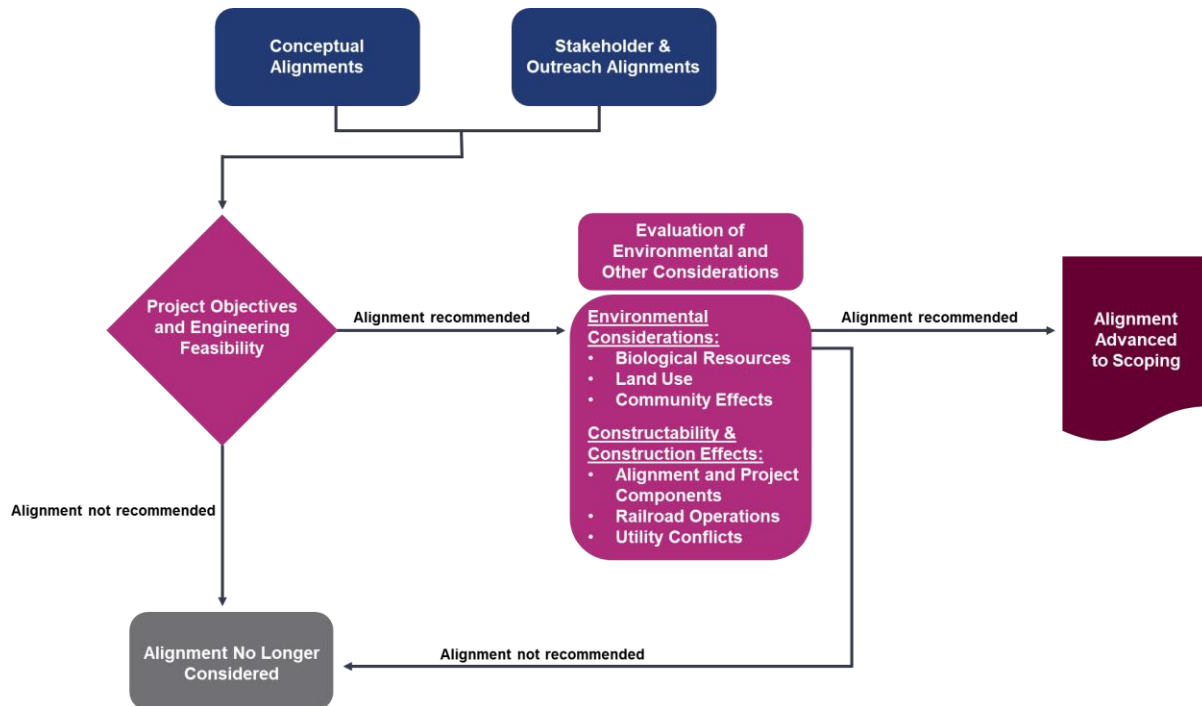 Conceptual
Alignments
Stakeholder &
Outreach Alignments
Project Objectives
and Engineering
Feasibility
Alignment recommended
Evaluation of
Environmental and
Other Considerations
Environmental
Considerations:
• Biological Resources
• Land Use
• Community Effects
Constructability &
Construction Effects:
• Alignment and Project
Components
• Railroad Operations
• Utility Conflicts
Alignment recommended
Alignment
Advanced
to Scoping
Alignment not recommended
Alignment No Longer
Considered
Alignment not recommended